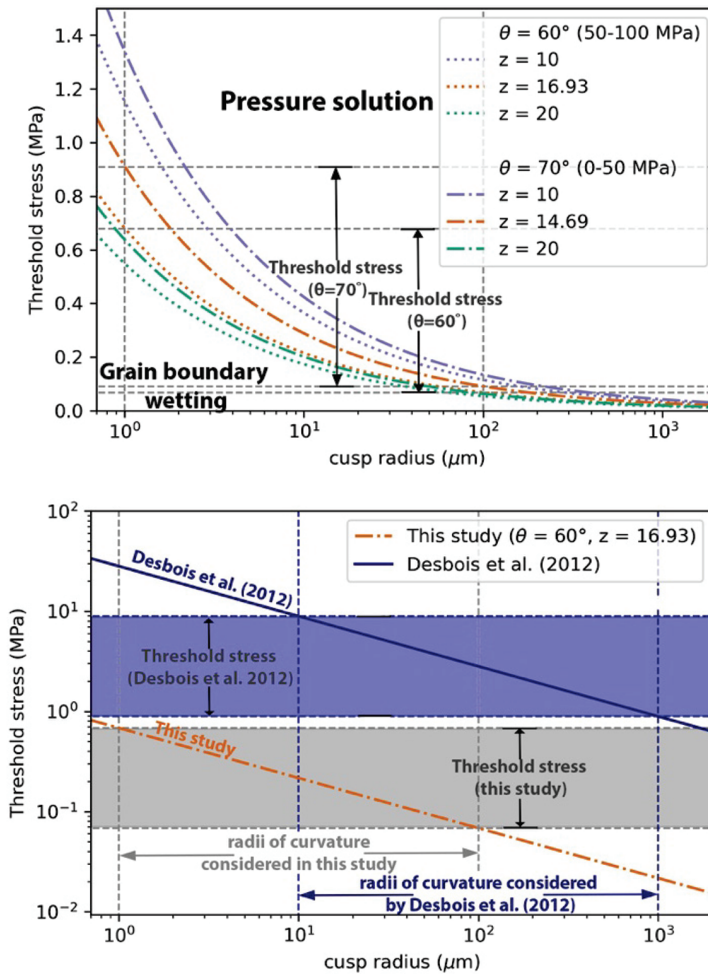 1.4
1.2
1.0
0.8
0.6
0.4
0.2
0.0
Threshold stress (MPa)
Pressure solution
θ = 60° (50-100 MPa)
z = 10
z = 16.93
z = 20
θ = 70° (0-50 MPa)
z = 10
z = 14.69
z = 20
Threshold stress
(θ=70°)
Threshold stress
(θ=60°)
Grain boundary
wetting
10⁰
10¹
10²
10³
cusp radius (μm)
10²
10¹
10⁰
10⁻¹
10⁻²
Threshold stress (MPa)
This study (θ = 60°, z = 16.93)
Desbois et al. (2012)
Desbois et al. (2012)
Threshold stress
(Desbois et al. 2012)
This study
Threshold stress
(this study)
radii of curvature
considered in this study
radii of curvature considered
by Desbois et al. (2012)
10⁰
10¹
10²
10³
cusp radius (μm)